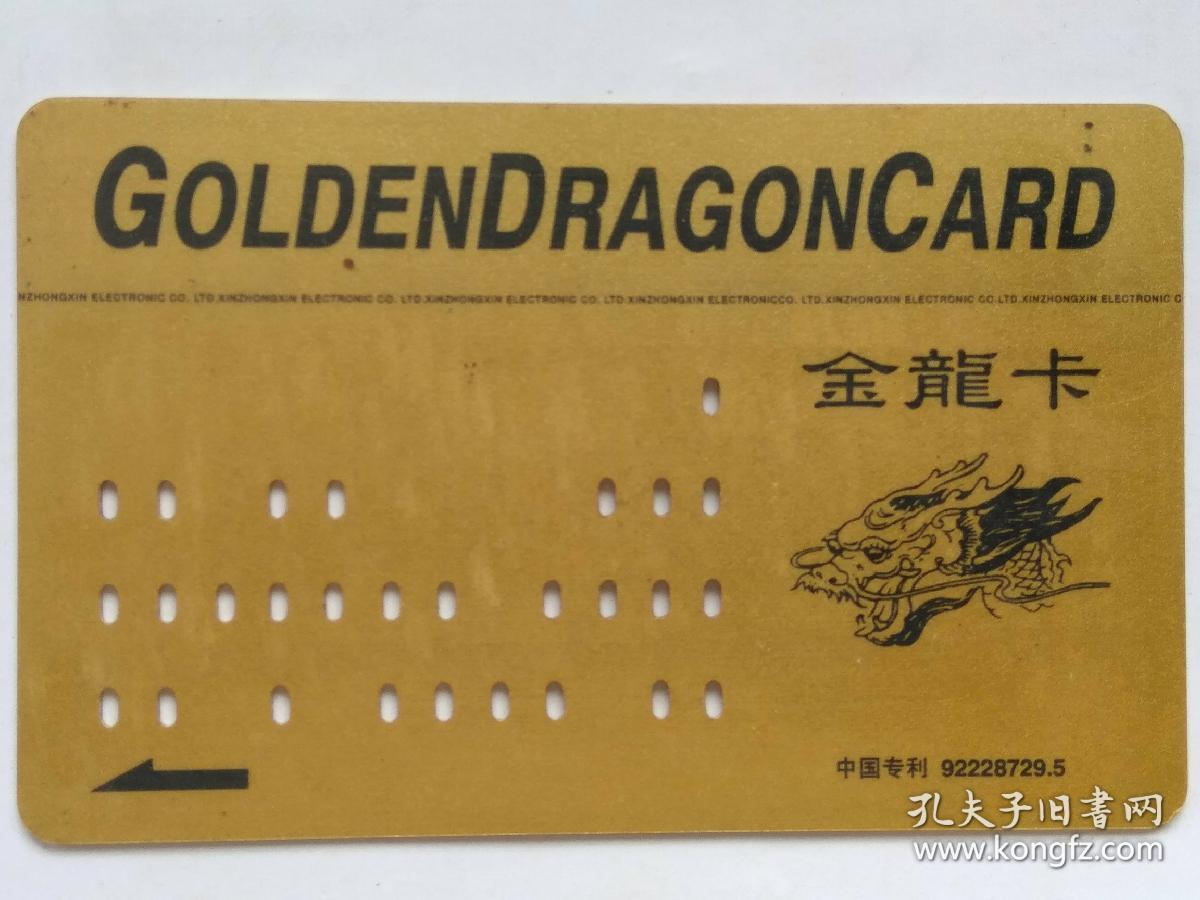 GOLDENDRAGONCARD
NZHONGXIN ELECTRONIC CO. LTD.XINZHONGXIN ELECTRONIC CO. LTD.XINZHONGXIN ELECTRONIC CO. LTD.XINZHONGXIN ELECTRONICCO. LTD.XINZHONGXIN ELECTRONIC CO.LTD.XINZHONGXIN ELECTRONIC C
金龍卡
中国专利 92228729.5
孔夫子旧書网
www.kongfz.com